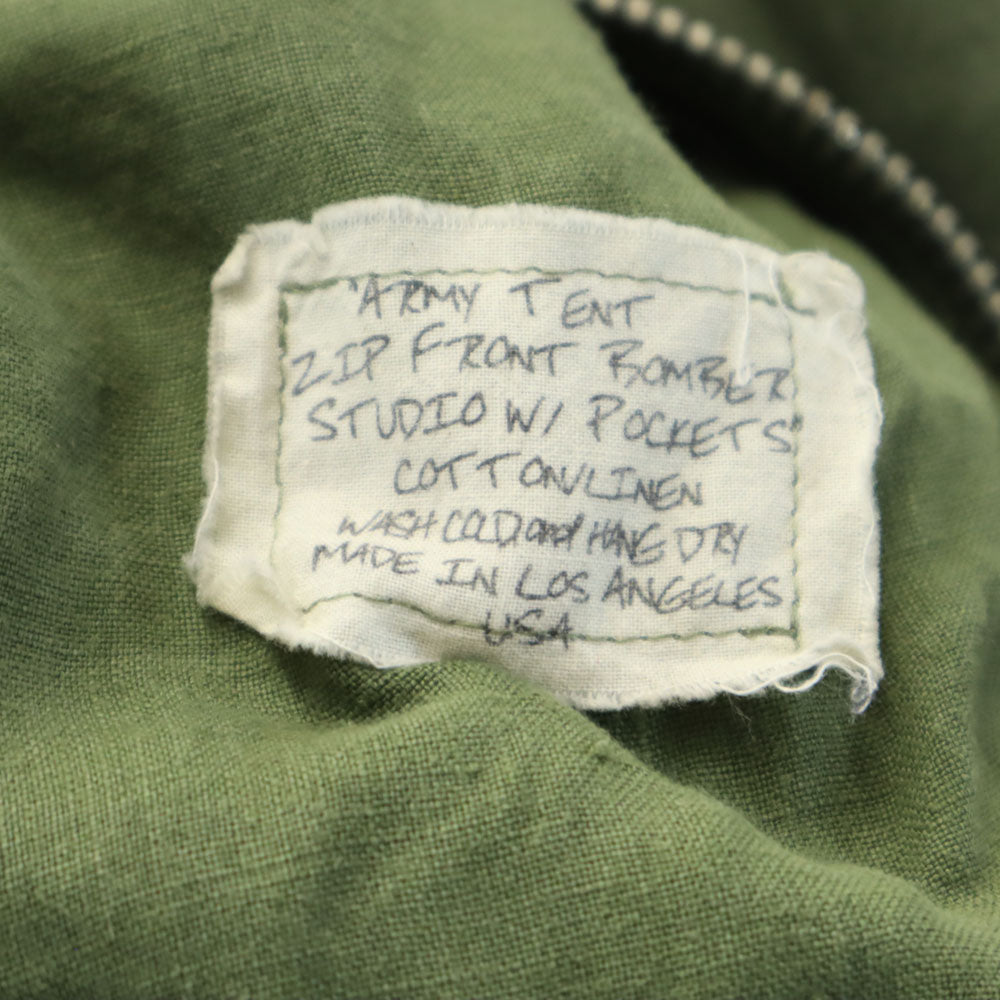 "ARMY TENT
ZIP FRONT BOMBER
STUDIO W/ POCKETS"
COTTON/LINEN
WASH COLD and HANG DRY
MADE IN LOS ANGELES
USA